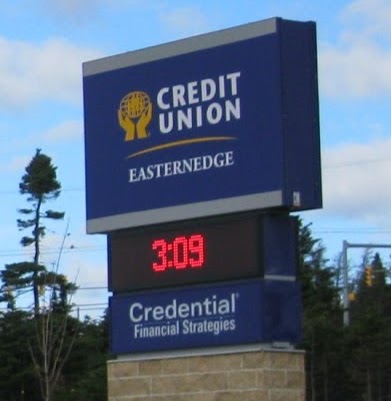 CREDIT
UNION
EASTERNEDGE
3:09
Credential®
Financial Strategies